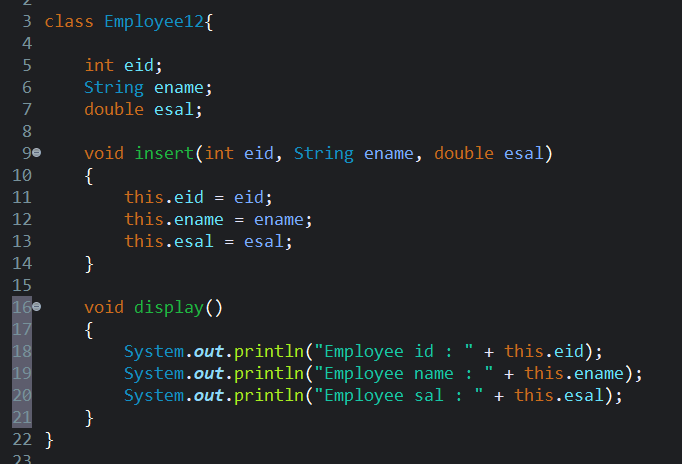 2
3 class Employee12{
4
5     int eid;
6     String ename;
7     double esal;
8
9     void insert(int eid, String ename, double esal)
10     {
11         this.eid = eid;
12         this.ename = ename;
13         this.esal = esal;
14     }
15
16     void display()
17     {
18         System.out.println("Employee id : " + this.eid);
19         System.out.println("Employee name : " + this.ename);
20         System.out.println("Employee sal : " + this.esal);
21     }
22 }
23